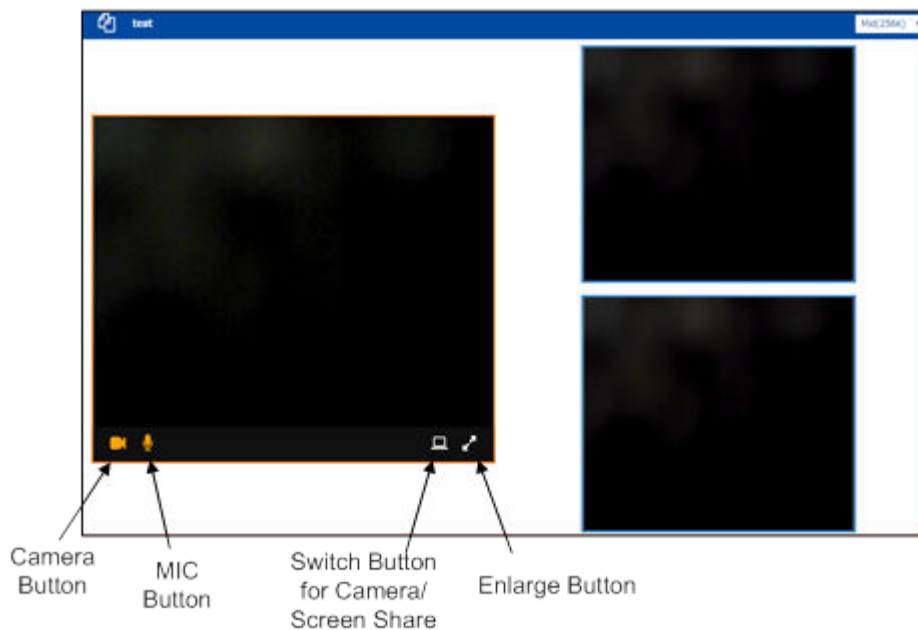 test
Mid(256K)
Camera
Button
MIC
Button
Switch Button
for Camera/
Screen Share
Enlarge Button